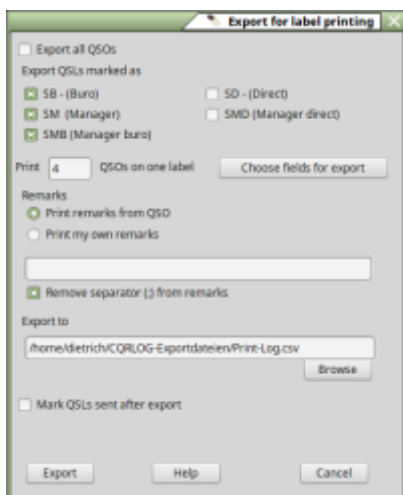 Export for label printing
Export all QSOs
Export QSLs marked as
SB - (Buro) SD - (Direct)
SM (Manager) SMD (Manager direct)
SMB (Manager buro)
Print 4 QSOs on one label Choose fields for export
Remarks
Print remarks from QSO
Print my own remarks
Remove separator (;) from remarks
Export to
/home/dietrich/CQRLOG-Exportdateien/Print-Log.csv
Browse
Mark QSLs sent after export
Export Help Cancel